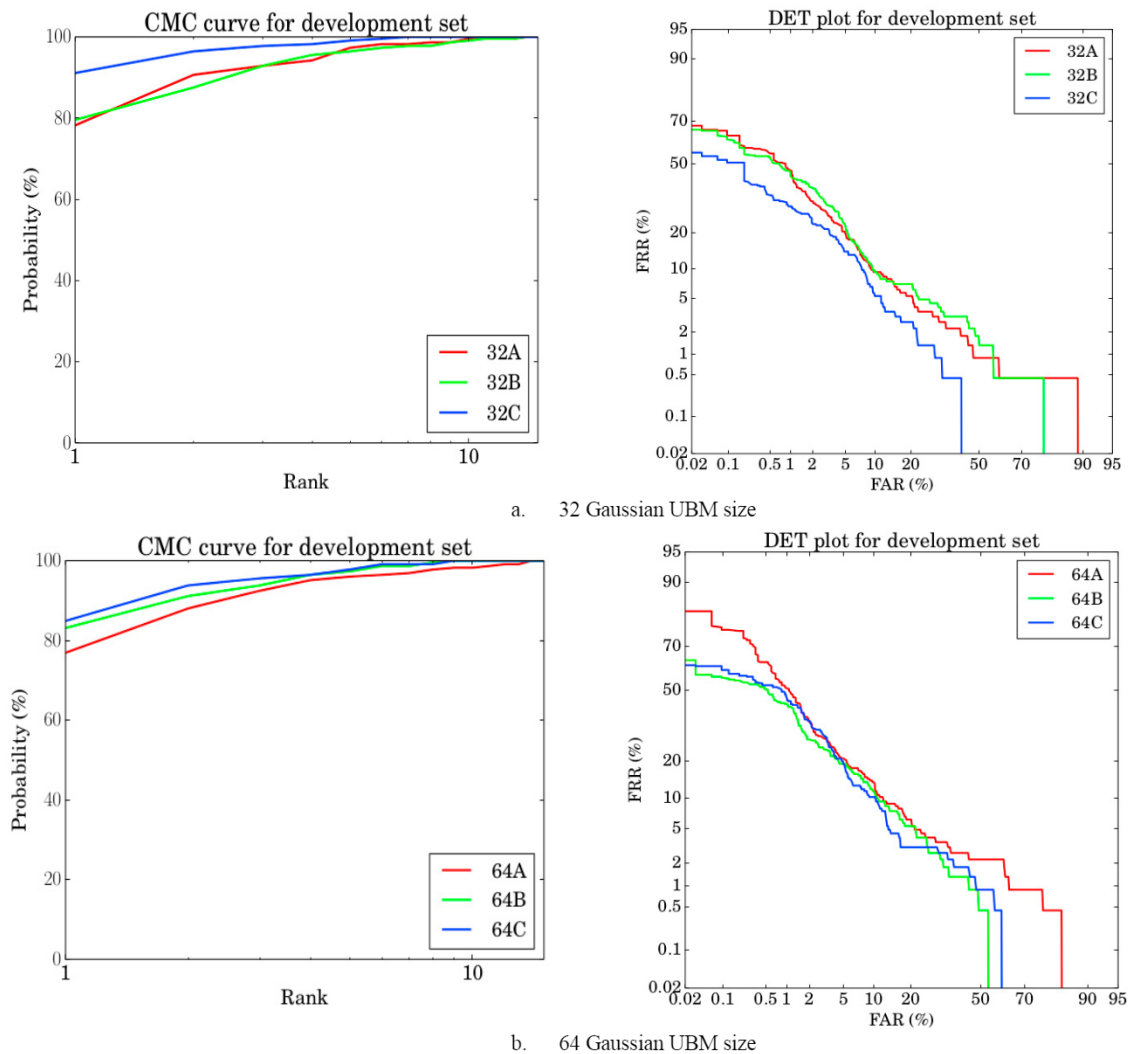 CMC curve for development set
Probability (%)
100
80
60
40
20
0
32A
32B
32C
1
10
Rank
DET plot for development set
FRR (%)
95
90
70
50
20
10
5
2
1
0.5
0.1
0.02
32A
32B
32C
0.02 0.1 0.5 1 2 5 10 20 50 70 90 95
FAR (%)
a. 32 Gaussian UBM size
CMC curve for development set
Probability (%)
100
80
60
40
20
0
64A
64B
64C
1
10
Rank
DET plot for development set
FRR (%)
95
90
70
50
20
10
5
2
1
0.5
0.1
0.02
64A
64B
64C
0.02 0.1 0.5 1 2 5 10 20 50 70 90 95
FAR (%)
b. 64 Gaussian UBM size